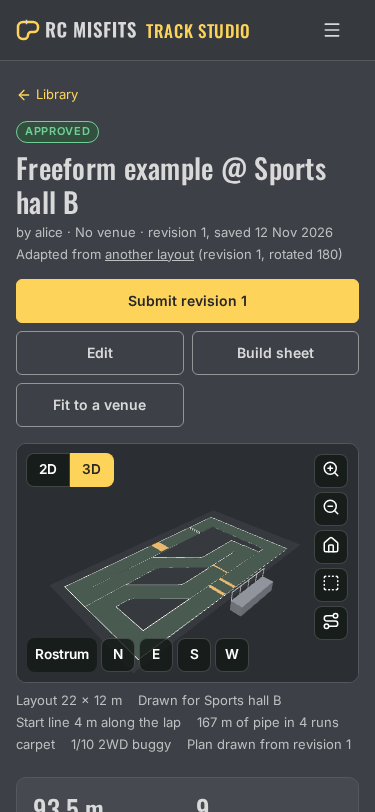 RC MISFITS TRACK STUDIO
← Library
APPROVED
Freeform example @ Sports
hall B
by alice · No venue · revision 1, saved 12 Nov 2026
Adapted from another layout (revision 1, rotated 180)
Submit revision 1
Edit
Build sheet
Fit to a venue
2D 3D
Rostrum N E S W
Layout 22 × 12 m Drawn for Sports hall B
Start line 4 m along the lap 167 m of pipe in 4 runs
carpet 1/10 2WD buggy Plan drawn from revision 1
93.5 m 9